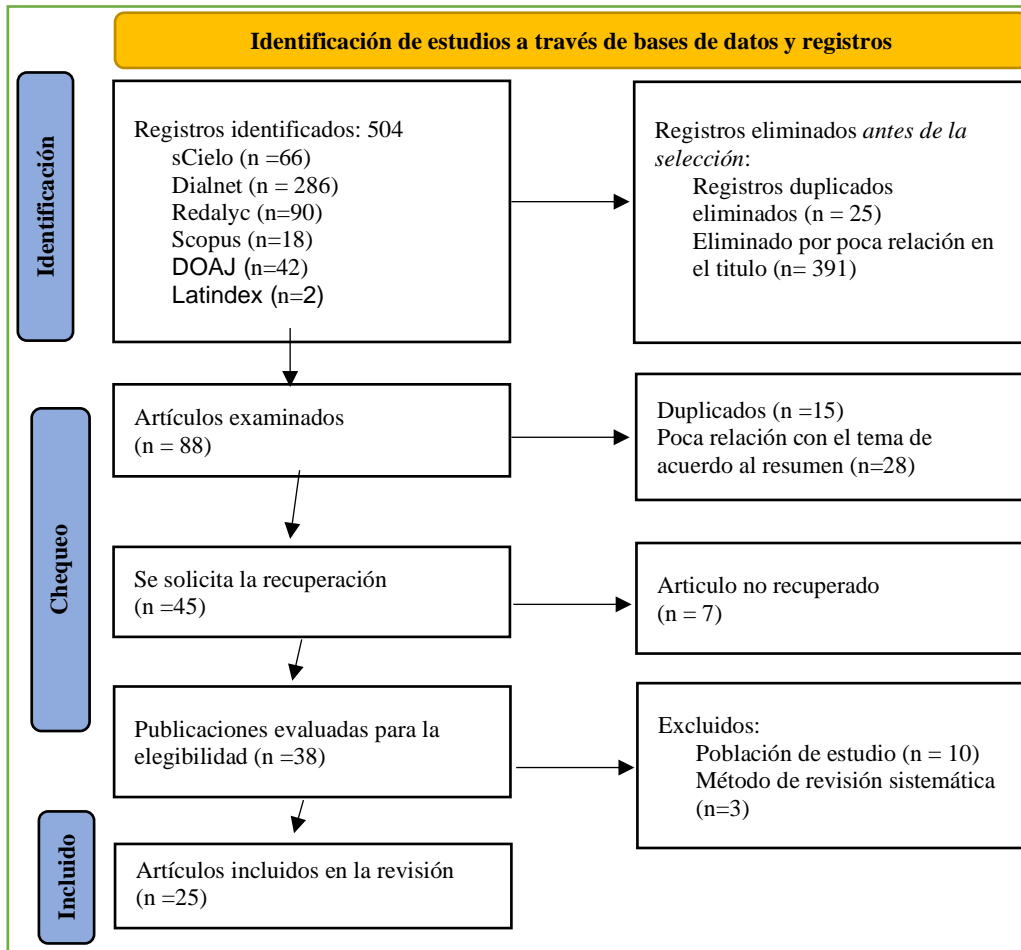 Identificación de estudios a través de bases de datos y registros
Identificación
Registros identificados: 504
sCielo (n =66)
Dialnet (n = 286)
Redalyc (n=90)
Scopus (n=18)
DOAJ (n=42)
Latindex (n=2)
Registros eliminados antes de la
selección:
Registros duplicados
eliminados (n = 25)
Eliminado por poca relación en
el titulo (n= 391)
Chequeo
Artículos examinados
(n = 88)
Duplicados (n =15)
Poca relación con el tema de
acuerdo al resumen (n=28)
Se solicita la recuperación
(n =45)
Articulo no recuperado
(n = 7)
Publicaciones evaluadas para la
elegibilidad (n =38)
Excluidos:
Población de estudio (n = 10)
Método de revisión sistemática
(n=3)
Incluido
Artículos incluidos en la revisión
(n =25)